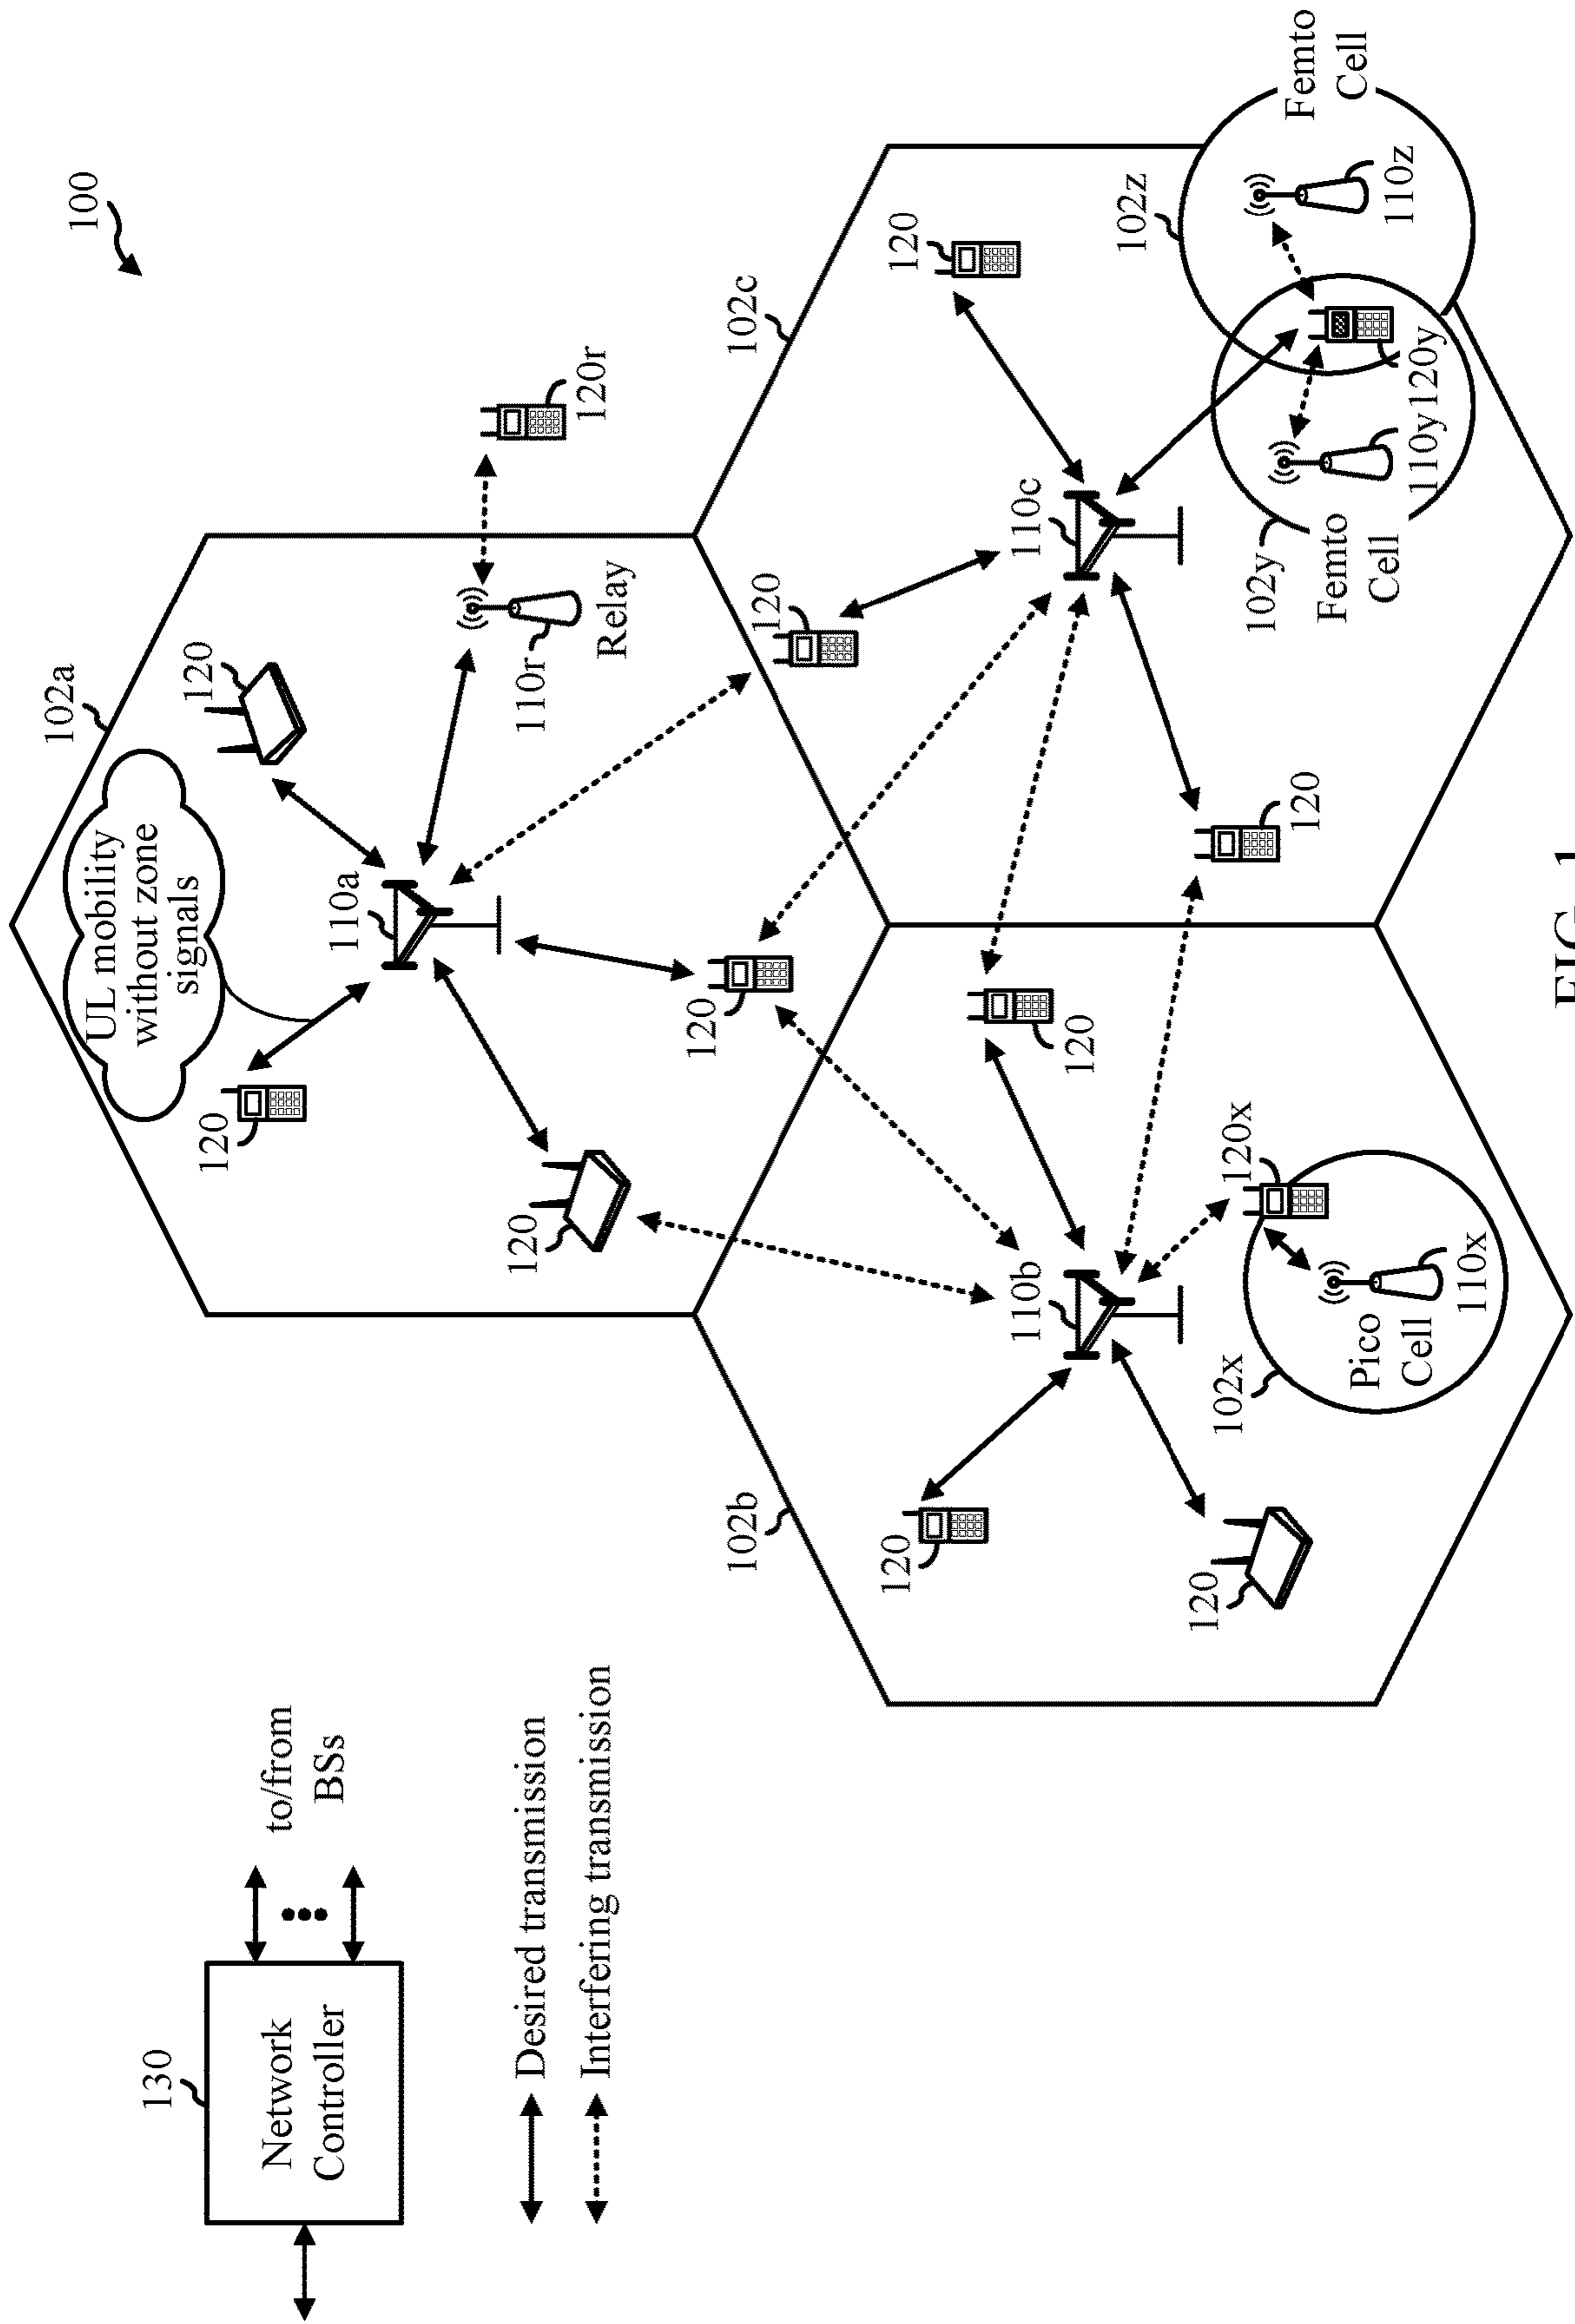 100
130
Network
Controller
to/from
BSs
Desired transmission
Interfering transmission
102a
UL mobility
without zone
signals
120
120
110a
120
110r
Relay
120r
120
120
102b
102c
120
110b
120
120
110c
120
120
120
102x
Pico
Cell
110x
120x
102y
Femto
Cell
110y
120y
102z
110z
Femto
Cell
FIG. 1